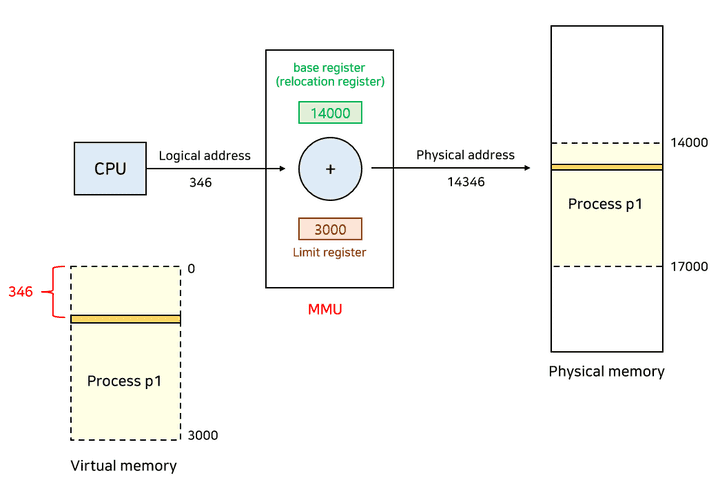 base register
(relocation register)
14000
CPU
Logical address
346
+
Physical address
14346
3000
Limit register
MMU
14000
Process p1
17000
Physical memory
346
0
Process p1
3000
Virtual memory